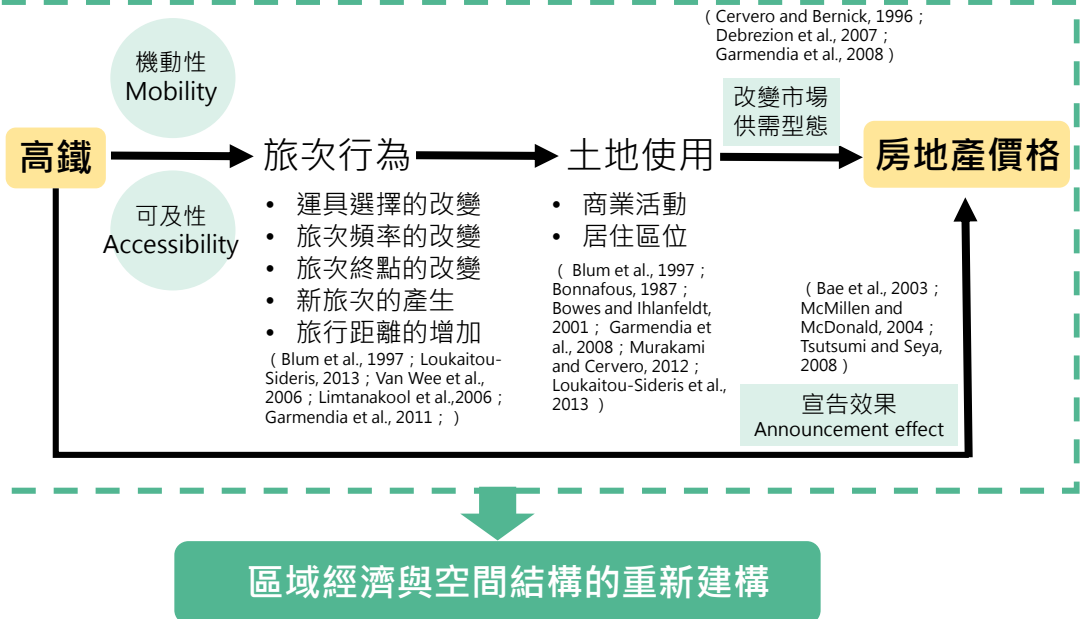 ( Cervero and Bernick, 1996；
Debrezion et al., 2007；
Garmendia et al., 2008 )
機動性
Mobility
改變市場
供需型態
高鐵
旅次行為
土地使用
房地產價格
可及性
Accessibility
• 運具選擇的改變
• 旅次頻率的改變
• 旅次終點的改變
• 新旅次的產生
• 旅行距離的增加
( Blum et al., 1997；Loukaitou-
Sideris, 2013；Van Wee et al.,
2006；Limtanakool et al.,2006；
Garmendia et al., 2011；)
• 商業活動
• 居住區位
( Blum et al., 1997；
Bonnafous, 1987；
Bowes and Ihlanfeldt,
2001； Garmendia et
al., 2008；Murakami
and Cervero, 2012；
Loukaitou-Sideris et al.,
2013 )
( Bae et al., 2003；
McMillen and
McDonald, 2004；
Tsutsumi and Seya,
2008 )
宣告效果
Announcement effect
區域經濟與空間結構的重新建構